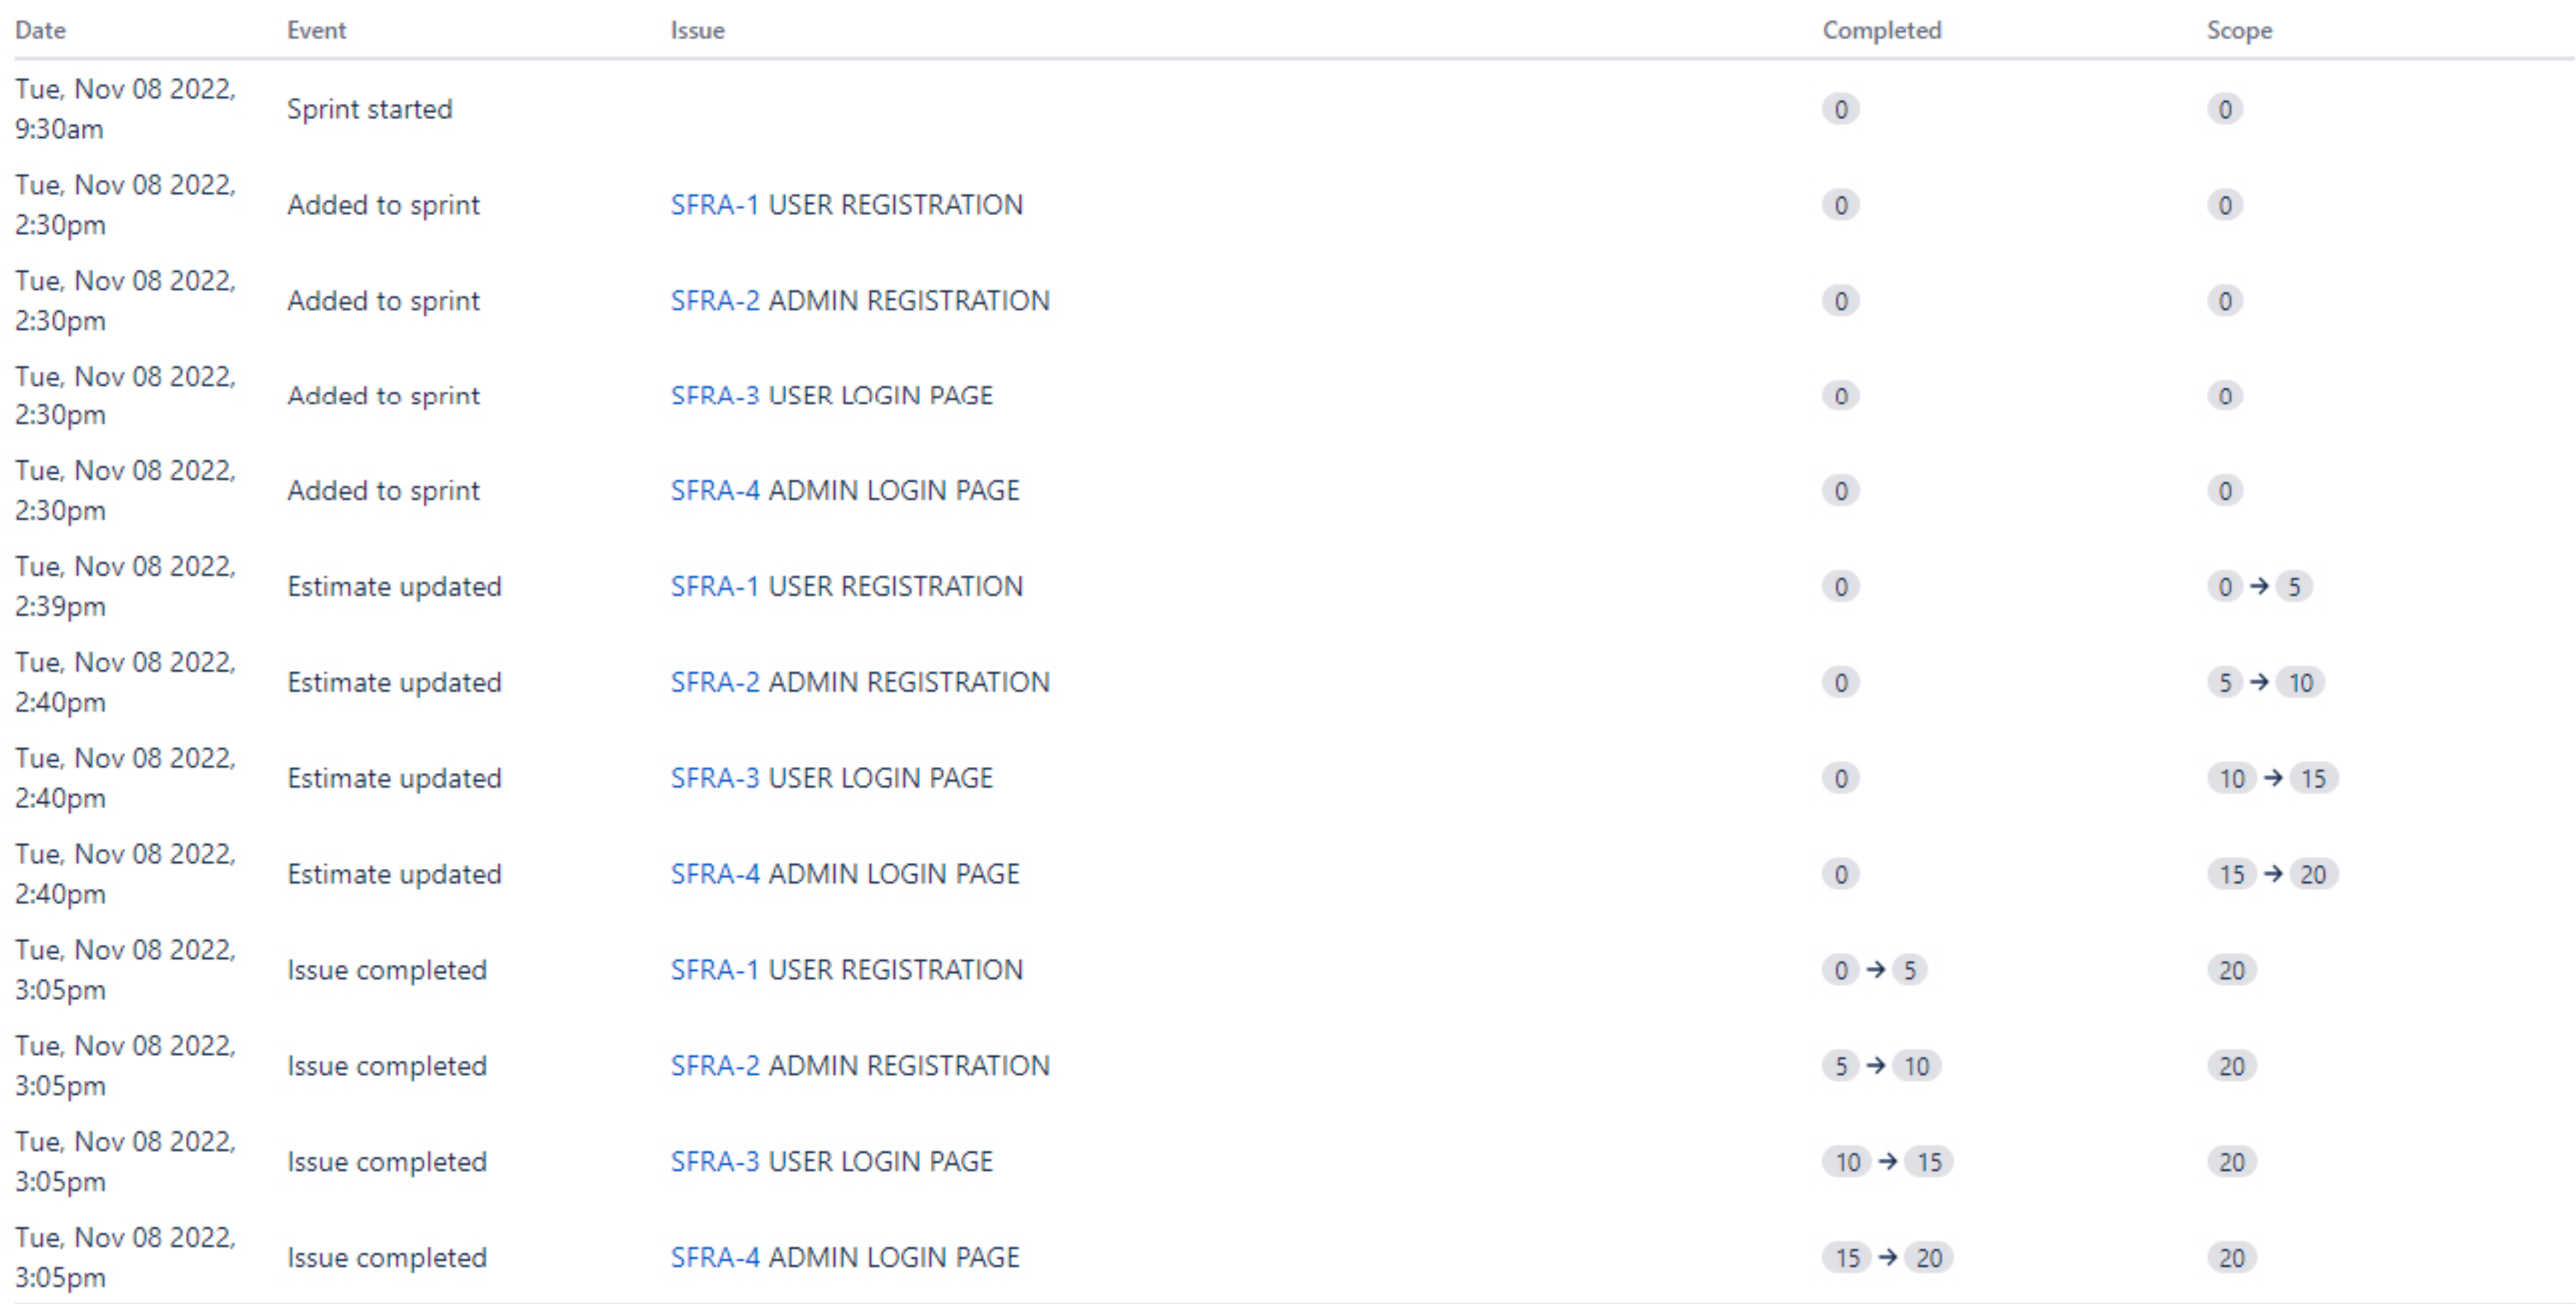 Date Event Issue Completed Scope
Tue, Nov 08 2022,
9:30am Sprint started 0 0
Tue, Nov 08 2022,
2:30pm Added to sprint SFRA-1 USER REGISTRATION 0 0
Tue, Nov 08 2022,
2:30pm Added to sprint SFRA-2 ADMIN REGISTRATION 0 0
Tue, Nov 08 2022,
2:30pm Added to sprint SFRA-3 USER LOGIN PAGE 0 0
Tue, Nov 08 2022,
2:30pm Added to sprint SFRA-4 ADMIN LOGIN PAGE 0 0
Tue, Nov 08 2022,
2:39pm Estimate updated SFRA-1 USER REGISTRATION 0 0 → 5
Tue, Nov 08 2022,
2:40pm Estimate updated SFRA-2 ADMIN REGISTRATION 0 5 → 10
Tue, Nov 08 2022,
2:40pm Estimate updated SFRA-3 USER LOGIN PAGE 0 10 → 15
Tue, Nov 08 2022,
2:40pm Estimate updated SFRA-4 ADMIN LOGIN PAGE 0 15 → 20
Tue, Nov 08 2022,
3:05pm Issue completed SFRA-1 USER REGISTRATION 0 → 5 20
Tue, Nov 08 2022,
3:05pm Issue completed SFRA-2 ADMIN REGISTRATION 5 → 10 20
Tue, Nov 08 2022,
3:05pm Issue completed SFRA-3 USER LOGIN PAGE 10 → 15 20
Tue, Nov 08 2022,
3:05pm Issue completed SFRA-4 ADMIN LOGIN PAGE 15 → 20 20